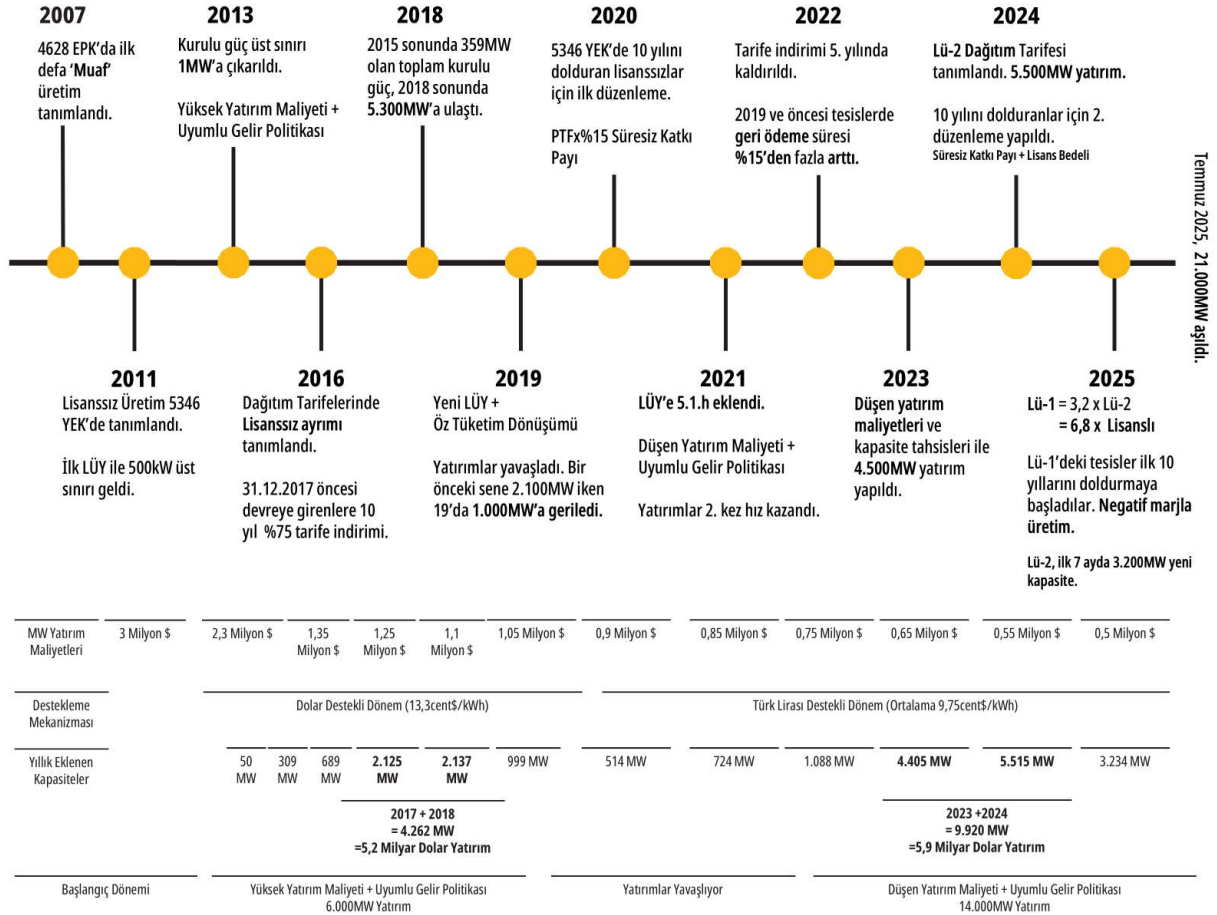 2007
4628 EPK'da ilk
defa 'Muaf'
üretim
tanımlandı.
2013
Kurulu güç üst sınırı
1MW'a çıkarıldı.
Yüksek Yatırım Maliyeti +
Uyumlu Gelir Politikası
2018
2015 sonunda 359MW
olan toplam kurulu
güç, 2018 sonunda
5.300MW'a ulaştı.
2020
5346 YEK'de 10 yılını
dolduran lisanssızlar
için ilk düzenleme.
PTFx%15 Süresiz Katkı
Payı
2022
Tarife indirimi 5. yılında
kaldırıldı.
2019 ve öncesi tesislerde
geri ödeme süresi
%15'den fazla arttı.
2024
Lü-2 Dağıtım Tarifesi
tanımlandı. 5.500MW yatırım.
10 yılını dolduranlar için 2.
düzenleme yapıldı.
Süresiz Katkı Payı + Lisans Bedeli
Temmuz 2025, 21.000MW aşıldı.
2011
Lisanssız Üretim 5346
YEK'de tanımlandı.
İlk LÜY ile 500kW üst
sınırı geldi.
2016
Dağıtım Tarifelerinde
Lisanssız ayrımı
tanımlandı.
31.12.2017 öncesi
devreye girenlere 10
yıl %75 tarife indirimi.
2019
Yeni LÜY +
Öz Tüketim Dönüşümü
Yatırımlar yavaşladı. Bir
önceki sene 2.100MW iken
19'da 1.000MW'a geriledi.
2021
LÜY'e 5.1.h eklendi.
Düşen Yatırım Maliyeti +
Uyumlu Gelir Politikası
Yatırımlar 2. kez hız kazandı.
2023
Düşen yatırım
maliyetleri ve
kapasite tahsisleri ile
4.500MW yatırım
yapıldı.
2025
Lü-1 = 3,2 x Lü-2
= 6,8 x Lisanslı
Lü-1'deki tesisler ilk 10
yıllarını doldurmaya
başladılar. Negatif marjla
üretim.
Lü-2, ilk 7 ayda 3.200MW yeni
kapasite.
MW Yatırım
Maliyetleri
3 Milyon $
2,3 Milyon $
1,35
Milyon $
1,25
Milyon $
1,1
Milyon $
1,05 Milyon $
0,9 Milyon $
0,85 Milyon $
0,75 Milyon $
0,65 Milyon $
0,55 Milyon $
0,5 Milyon $
Destekleme
Mekanizması
Dolar Destekli Dönem (13,3cent$/kWh)
Türk Lirası Destekli Dönem (Ortalama 9,75cent$/kWh)
Yıllık Eklenen
Kapasiteler
50
MW
309
MW
689
MW
2.125
MW
2.137
MW
999 MW
514 MW
724 MW
1.088 MW
4.405 MW
5.515 MW
3.234 MW
2017 + 2018
= 4.262 MW
=5,2 Milyar Dolar Yatırım
2023 +2024
= 9.920 MW
=5,9 Milyar Dolar Yatırım
Başlangıç Dönemi
Yüksek Yatırım Maliyeti + Uyumlu Gelir Politikası
6.000MW Yatırım
Yatırımlar Yavaşlıyor
Düşen Yatırım Maliyeti + Uyumlu Gelir Politikası
14.000MW Yatırım